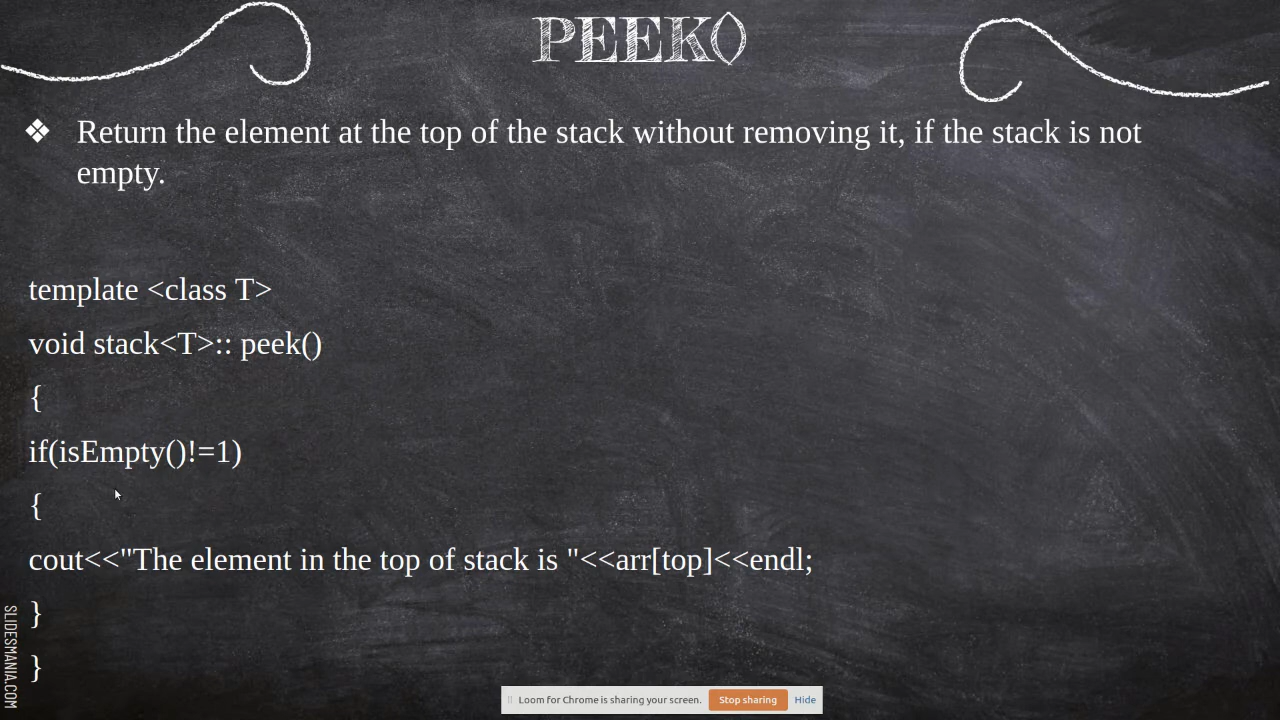 PEEK()
❖ Return the element at the top of the stack without removing it, if the stack is not
empty.
template <class T>
void stack<T>:: peek()
{
if(isEmpty()!=1)
{
cout<<"The element in the top of stack is "<<arr[top]<<endl;
}
}
SLIDESMANIA.COM
Loom for Chrome is sharing your screen. Stop sharing Hide